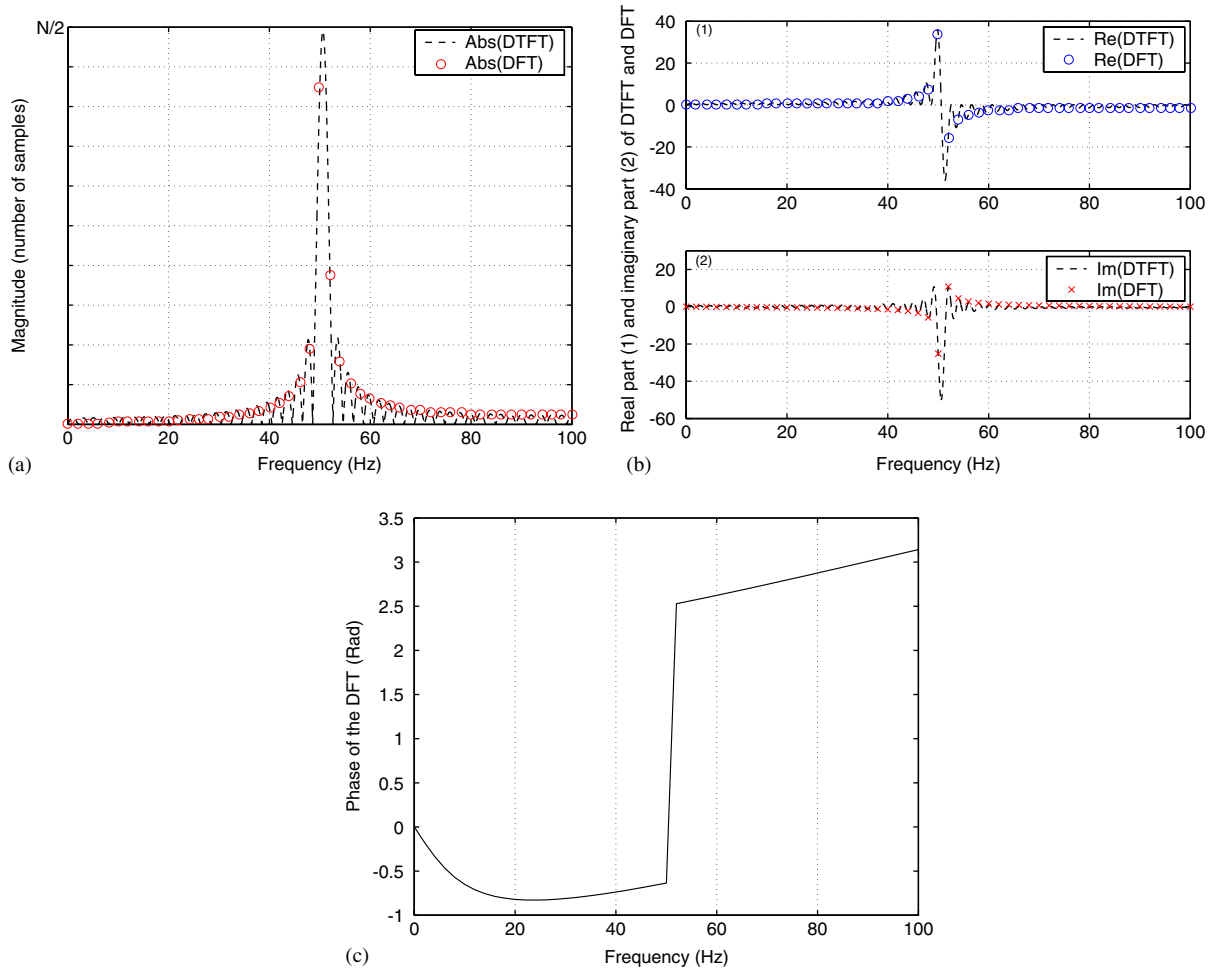 N/2
Abs(DTFT)
Abs(DFT)
Magnitude (number of samples)
0 20 40 60 80 100
Frequency (Hz)
(a)
Real part (1) and imaginary part (2) of DTFT and DFT
40
20
0
-20
-40
(1)
Re(DTFT)
Re(DFT)
0 20 40 60 80 100
20
0
-20
-40
-60
(2)
Im(DTFT)
Im(DFT)
0 20 40 60 80 100
Frequency (Hz)
(b)
Phase of the DFT (Rad)
3.5
3
2.5
2
1.5
1
0.5
0
-0.5
-1
0 20 40 60 80 100
Frequency (Hz)
(c)